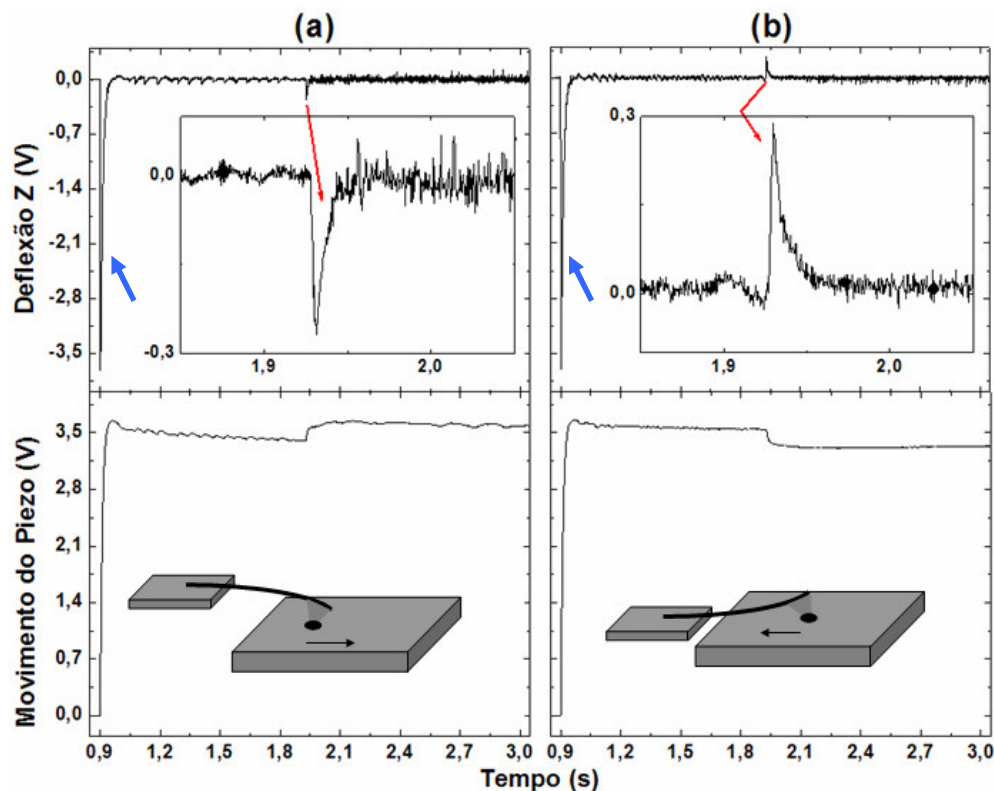 (a)
(b)
Deflexão Z (V)
0,0
-0,7
-1,4
-2,1
-2,8
-3,5
0,0
-0,3
1,9
2,0
0,3
0,0
1,9
2,0
Movimento do Piezo (V)
3,5
2,8
2,1
1,4
0,7
0,0
0,9 1,2 1,5 1,8 2,1 2,4 2,7 3,0
0,9 1,2 1,5 1,8 2,1 2,4 2,7 3,0
Tempo (s)